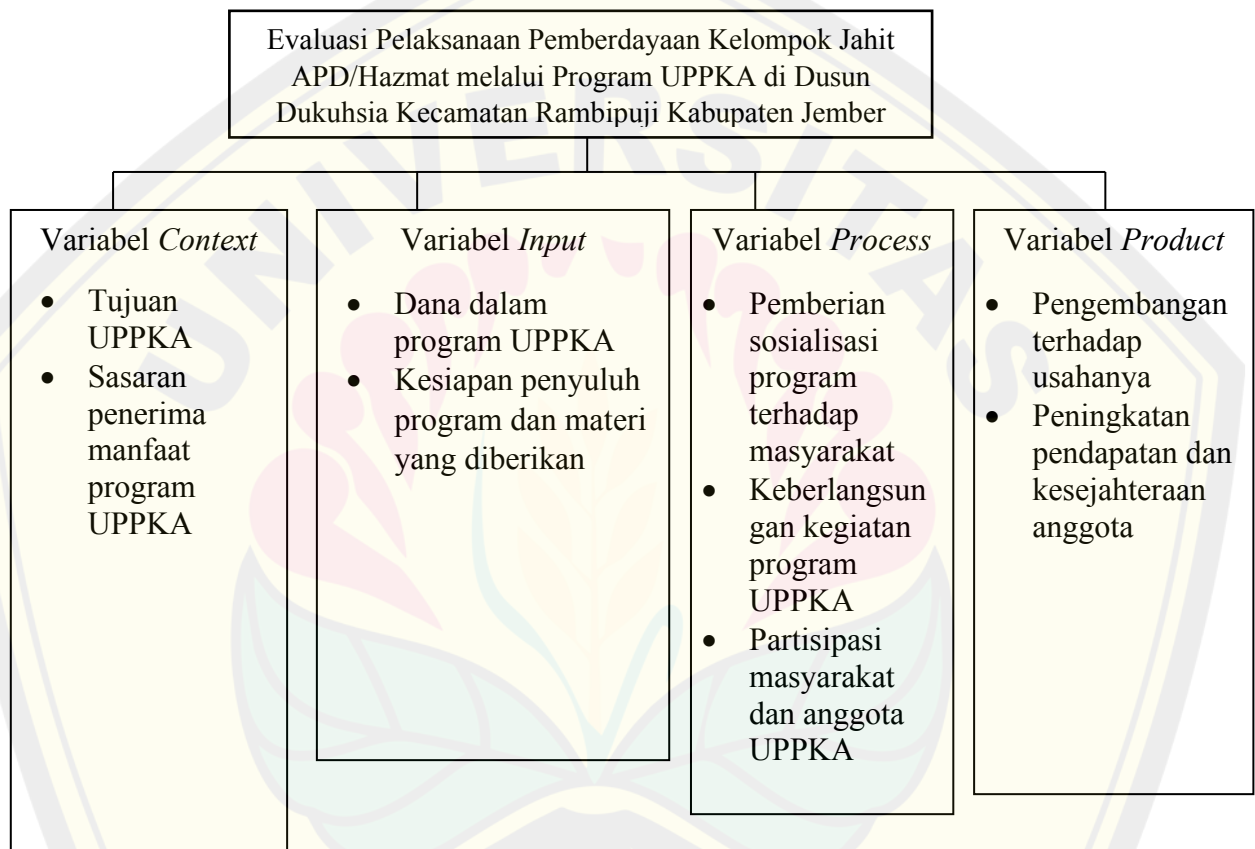 Evaluasi Pelaksanaan Pemberdayaan Kelompok Jahit
APD/Hazmat melalui Program UPPKA di Dusun
Dukuhsia Kecamatan Rambipuji Kabupaten Jember
Variabel Context
• Tujuan
UPPKA
• Sasaran
penerima
manfaat
program
UPPKA
Variabel Input
• Dana dalam
program UPPKA
• Kesiapan penyuluh
program dan materi
yang diberikan
Variabel Process
• Pemberian
sosialisasi
program
terhadap
masyarakat
• Keberlangsun
gan kegiatan
program
UPPKA
• Partisipasi
masyarakat
dan anggota
UPPKA
Variabel Product
• Pengembangan
terhadap
usahanya
• Peningkatan
pendapatan dan
kesejahteraan
anggota
UNIVERSITAS